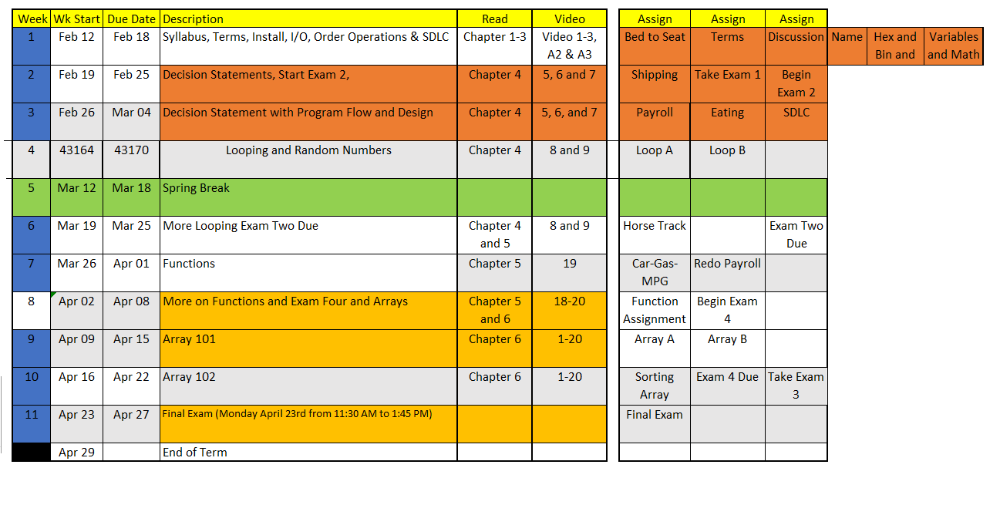 Week Wk Start Due Date Description Read Video Assign Assign Assign
1 Feb 12 Feb 18 Syllabus, Terms, Install, I/O, Order Operations & SDLC Chapter 1-3 Video 1-3, Bed to Seat Terms Discussion Name Hex and Variables
A2 & A3 Bin and and Math
2 Feb 19 Feb 25 Decision Statements, Start Exam 2, Chapter 4 5, 6 and 7 Shipping Take Exam 1 Begin
Exam 2
3 Feb 26 Mar 04 Decision Statement with Program Flow and Design Chapter 4 5, 6, and 7 Payroll Eating SDLC
4 43164 43170 Looping and Random Numbers Chapter 4 8 and 9 Loop A Loop B
5 Mar 12 Mar 18 Spring Break
6 Mar 19 Mar 25 More Looping Exam Two Due Chapter 4 8 and 9 Horse Track Exam Two
and 5 Due
7 Mar 26 Apr 01 Functions Chapter 5 19 Car-Gas- Redo Payroll
MPG
8 Apr 02 Apr 08 More on Functions and Exam Four and Arrays Chapter 5 18-20 Function Begin Exam
and 6 Assignment 4
9 Apr 09 Apr 15 Array 101 Chapter 6 1-20 Array A Array B
10 Apr 16 Apr 22 Array 102 Chapter 6 1-20 Sorting Exam 4 Due Take Exam
Array 3
11 Apr 23 Apr 27 Final Exam (Monday April 23rd from 11:30 AM to 1:45 PM) Final Exam
Apr 29 End of Term